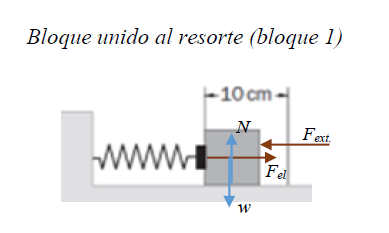 Bloque unido al resorte (bloque 1)
10 cm
N
Fext.
Fel
w